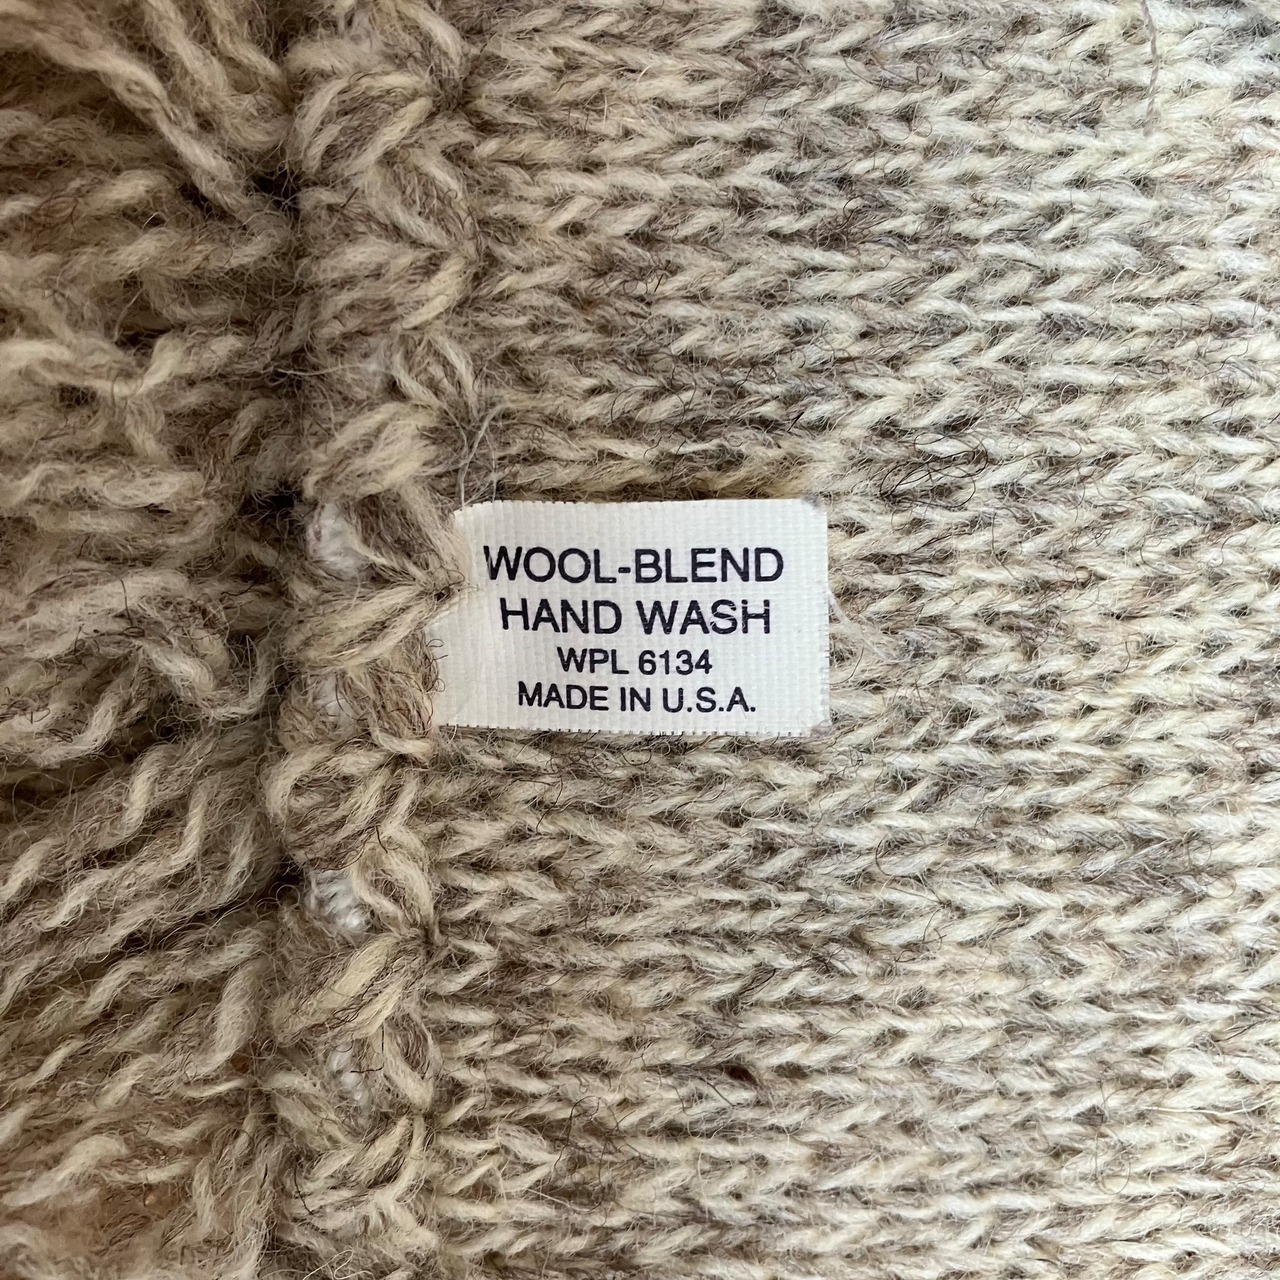 WOOL-BLEND
HAND WASH
WPL 6134
MADE IN U.S.A.